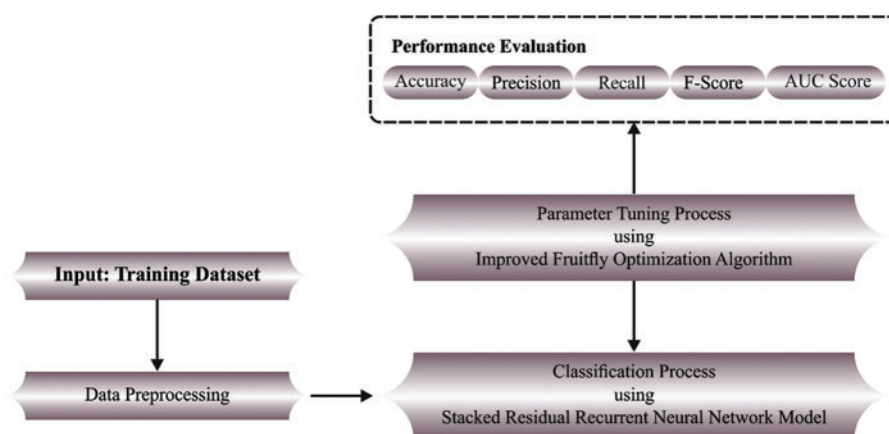 Performance Evaluation
Accuracy Precision Recall F-Score AUC Score
Parameter Tuning Process
using
Improved Fruitfly Optimization Algorithm
Input: Training Dataset
Data Preprocessing
Classification Process
using
Stacked Residual Recurrent Neural Network Model